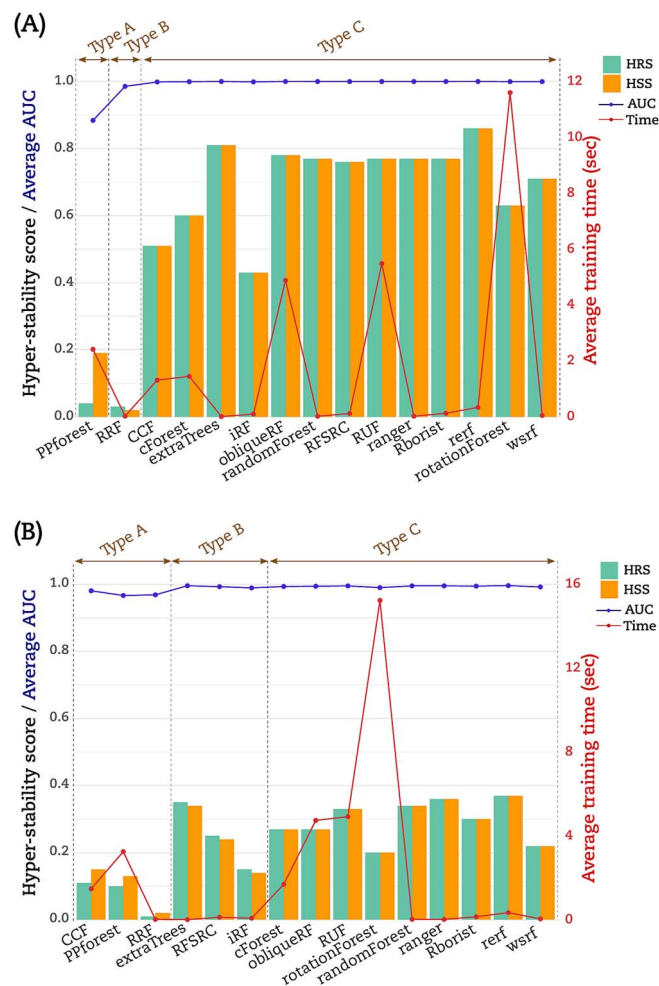 (A)
Type A
Type B
Type C
HRS
HSS
AUC
Time
Hyper-stability score / Average AUC
1.0
0.8
0.6
0.4
0.2
0.0
12
10
8
6
4
2
0
Average training time (sec)
PPforest
RRF
CCF
cForest
extraTrees
iRF
obliqueRF
randomForest
RFSRC
RUF
ranger
Rborist
rerf
rotationForest
wsrf
(B)
Type A
Type B
Type C
HRS
HSS
AUC
Time
Hyper-stability score / Average AUC
1.0
0.8
0.6
0.4
0.2
0.0
16
12
8
4
0
Average training time (sec)
CCF
PPforest
RRF
extraTrees
RFSRC
iRF
cForest
obliqueRF
RUF
rotationForest
randomForest
ranger
Rborist
rerf
wsrf